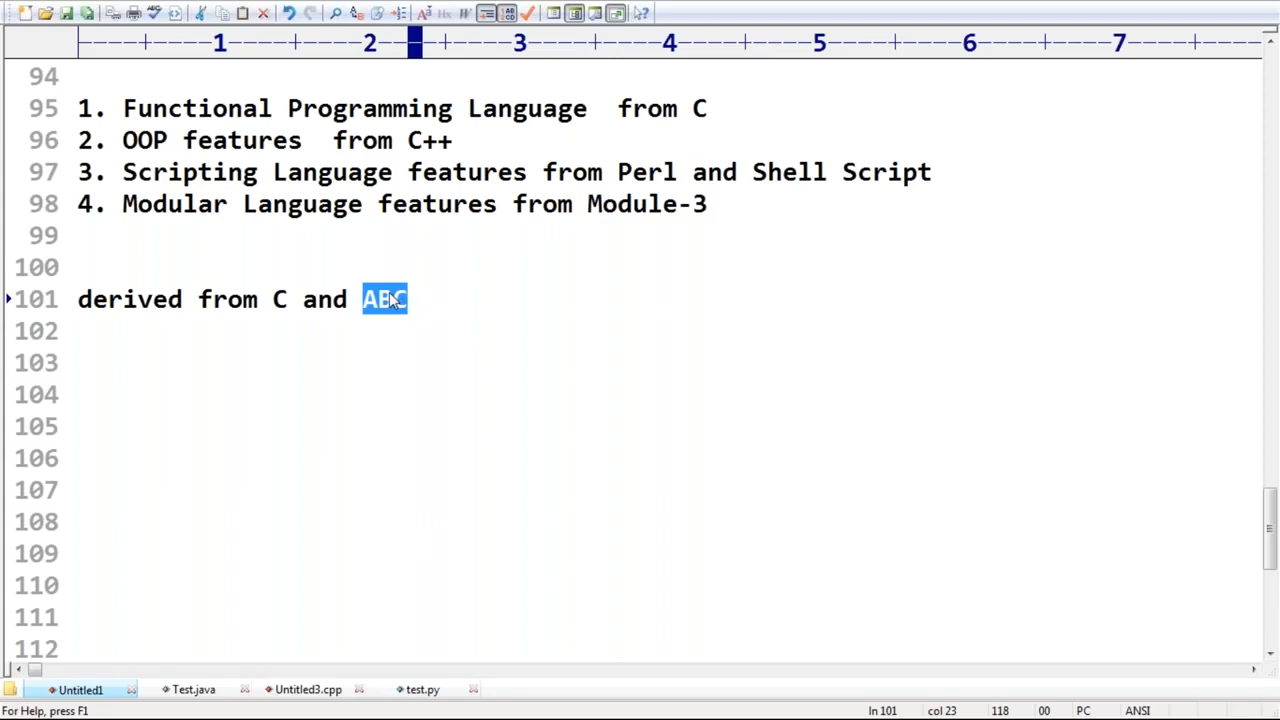 1 2 3 4 5 6 7
94
95 1. Functional Programming Language  from C
96 2. OOP features  from C++
97 3. Scripting Language features from Perl and Shell Script
98 4. Modular Language features from Module-3
99
100
101 derived from C and ABC
102
103
104
105
106
107
108
109
110
111
112
Untitled1 Test.java Untitled3.cpp test.py
For Help, press F1 ln 101 col 23 118 00 PC ANSI